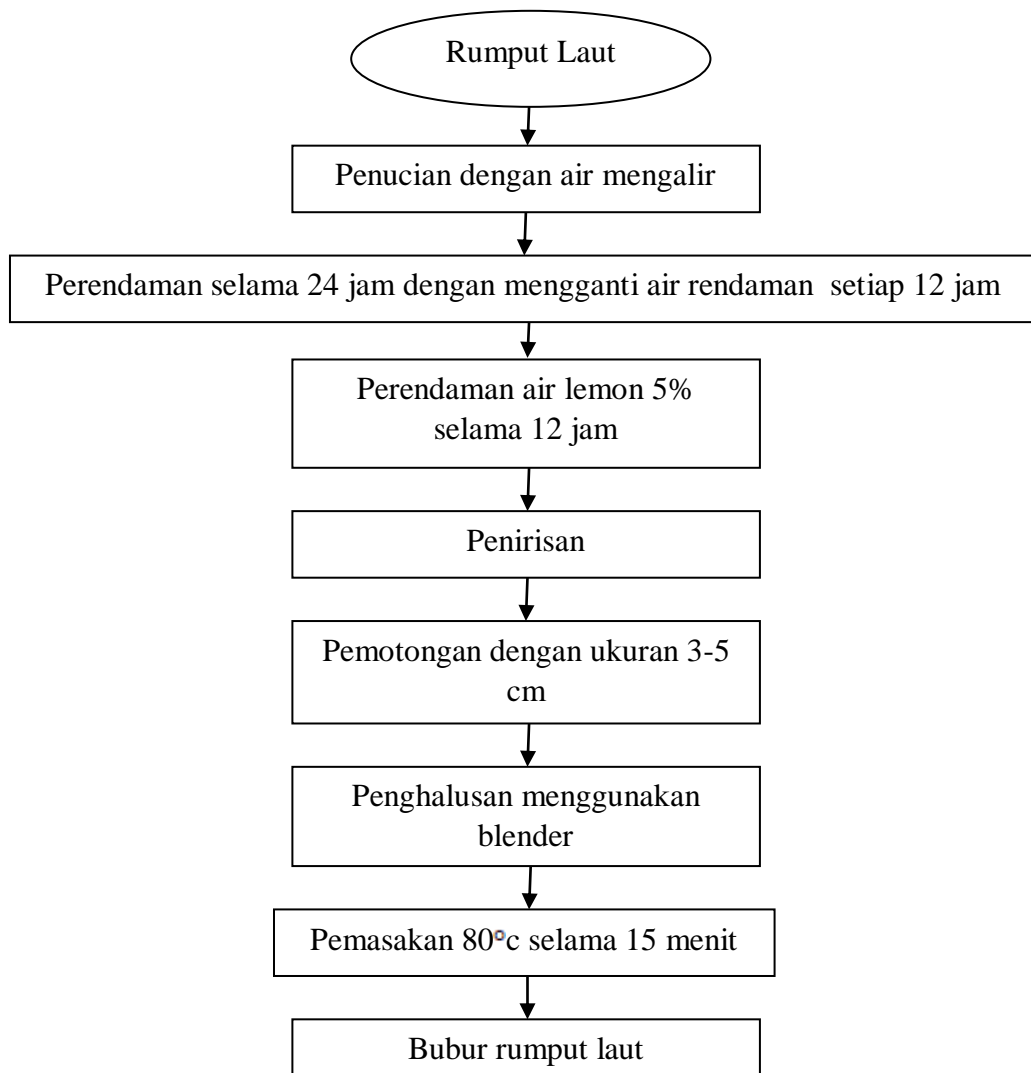 Rumput Laut
Penucian dengan air mengalir
Perendaman selama 24 jam dengan mengganti air rendaman  setiap 12 jam
Perendaman air lemon 5%
selama 12 jam
Penirisan
Pemotongan dengan ukuran 3-5
cm
Penghalusan menggunakan
blender
Pemasakan 80°c selama 15 menit
Bubur rumput laut